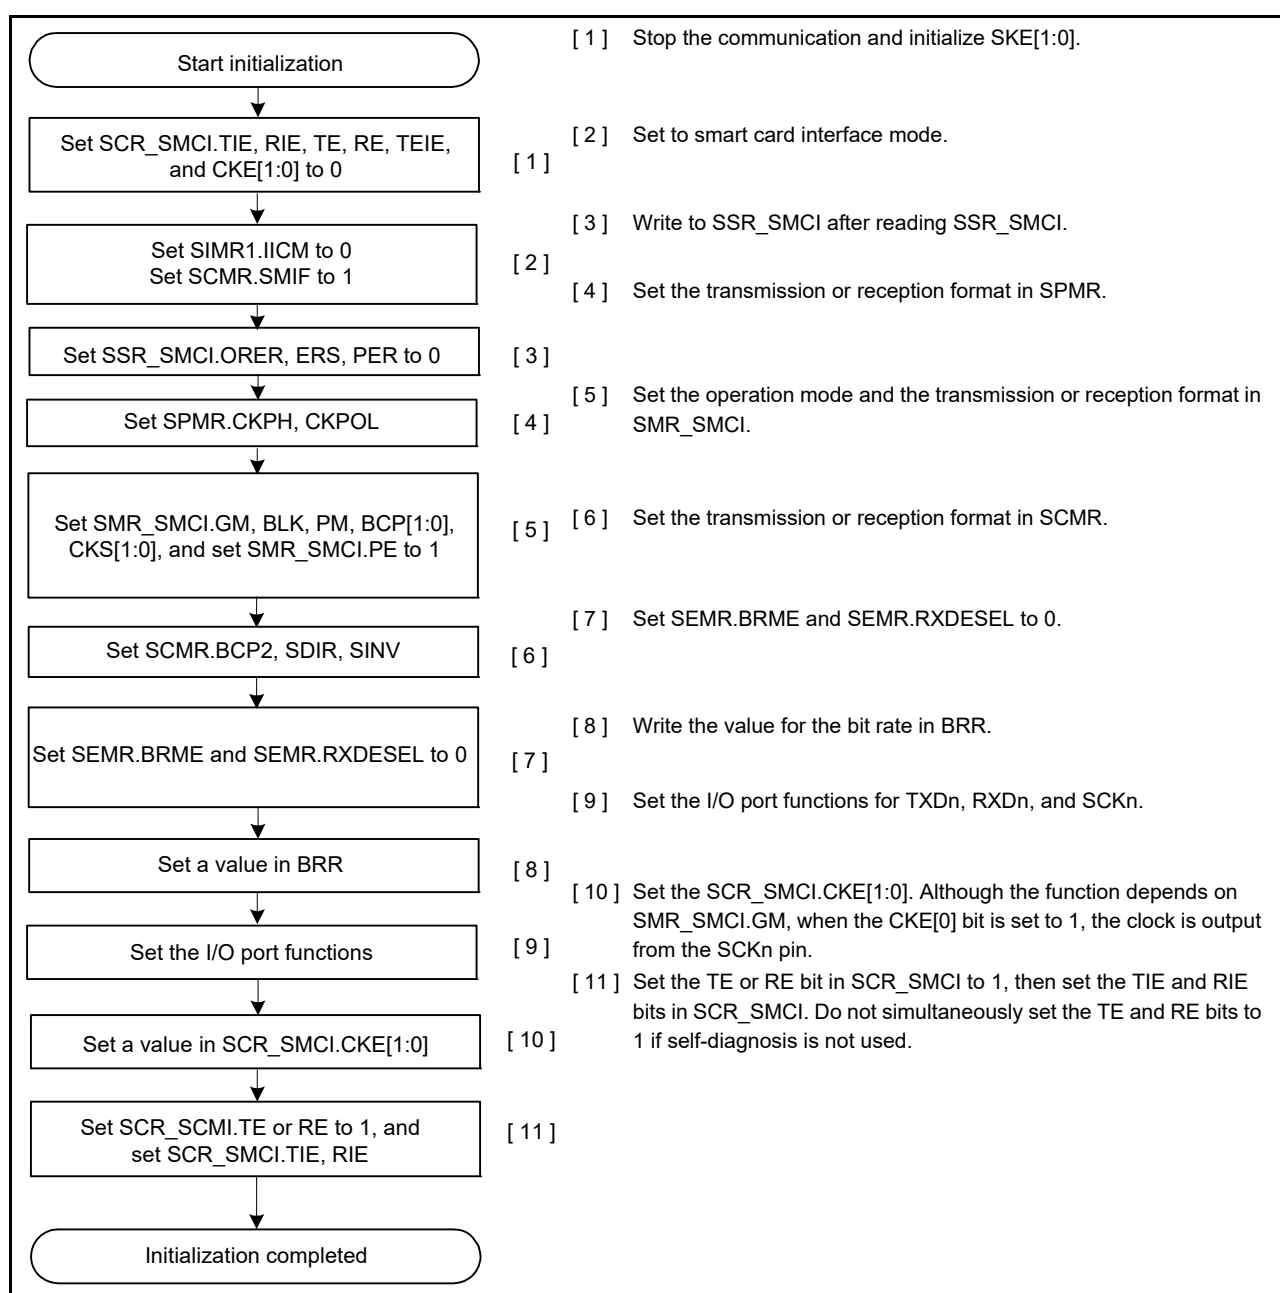 Start initialization
Set SCR_SMCI.TIE, RIE, TE, RE, TEIE,
and CKE[1:0] to 0
[ 1 ]
Set SIMR1.IICM to 0
Set SCMR.SMIF to 1
[ 2 ]
Set SSR_SMCI.ORER, ERS, PER to 0
[ 3 ]
Set SPMR.CKPH, CKPOL
[ 4 ]
Set SMR_SMCI.GM, BLK, PM, BCP[1:0],
CKS[1:0], and set SMR_SMCI.PE to 1
[ 5 ]
Set SCMR.BCP2, SDIR, SINV
[ 6 ]
Set SEMR.BRME and SEMR.RXDESEL to 0
[ 7 ]
Set a value in BRR
[ 8 ]
Set the I/O port functions
[ 9 ]
Set a value in SCR_SMCI.CKE[1:0]
[ 10 ]
Set SCR_SCMI.TE or RE to 1, and
set SCR_SMCI.TIE, RIE
[ 11 ]
Initialization completed
[ 1 ] Stop the communication and initialize SKE[1:0].
[ 2 ] Set to smart card interface mode.
[ 3 ] Write to SSR_SMCI after reading SSR_SMCI.
[ 4 ] Set the transmission or reception format in SPMR.
[ 5 ] Set the operation mode and the transmission or reception format in
SMR_SMCI.
[ 6 ] Set the transmission or reception format in SCMR.
[ 7 ] Set SEMR.BRME and SEMR.RXDESEL to 0.
[ 8 ] Write the value for the bit rate in BRR.
[ 9 ] Set the I/O port functions for TXDn, RXDn, and SCKn.
[ 10 ] Set the SCR_SMCI.CKE[1:0]. Although the function depends on
SMR_SMCI.GM, when the CKE[0] bit is set to 1, the clock is output
from the SCKn pin.
[ 11 ] Set the TE or RE bit in SCR_SMCI to 1, then set the TIE and RIE
bits in SCR_SMCI. Do not simultaneously set the TE and RE bits to
1 if self-diagnosis is not used.